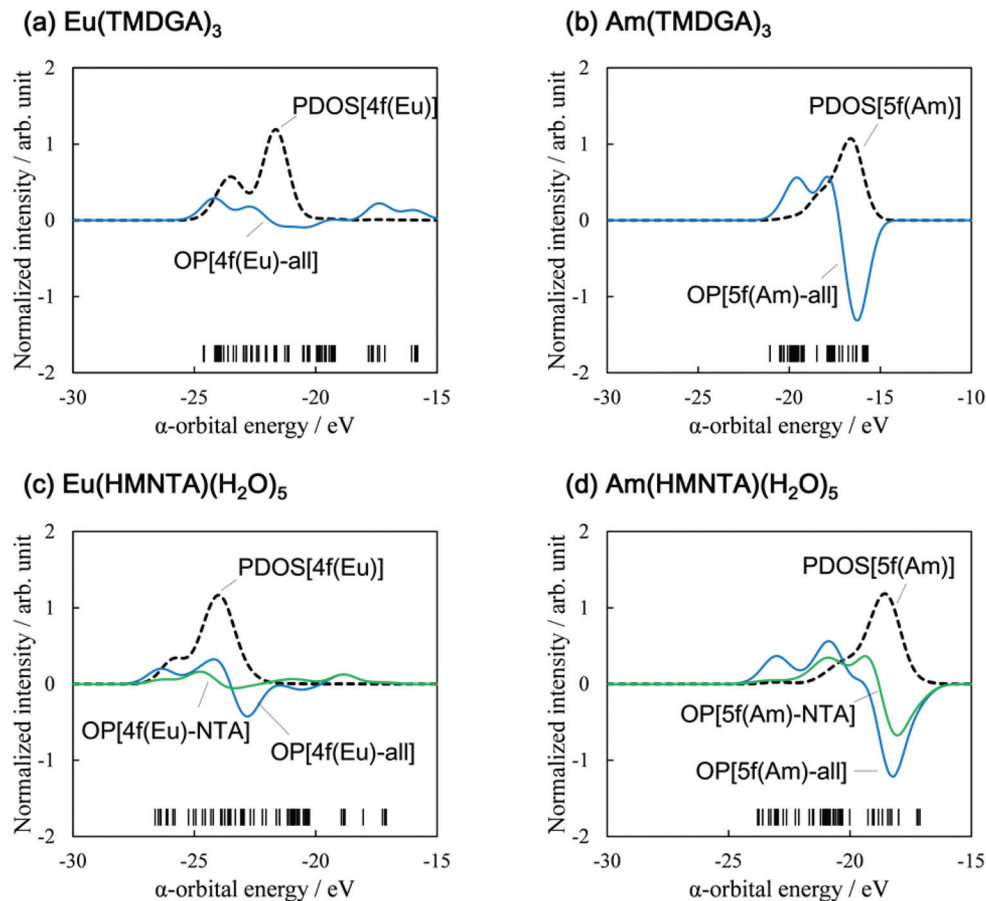 (a) Eu(TMDGA)₃
Normalized intensity / arb. unit
2
1
0
-1
-2
PDOS[4f(Eu)]
OP[4f(Eu)-all]
-30 -25 -20 -15
α-orbital energy / eV
(b) Am(TMDGA)₃
Normalized intensity / arb. unit
2
1
0
-1
-2
PDOS[5f(Am)]
OP[5f(Am)-all]
-30 -25 -20 -15 -10
α-orbital energy / eV
(c) Eu(HMNTA)(H₂O)₅
Normalized intensity / arb. unit
2
1
0
-1
-2
PDOS[4f(Eu)]
OP[4f(Eu)-NTA]
OP[4f(Eu)-all]
-30 -25 -20 -15
α-orbital energy / eV
(d) Am(HMNTA)(H₂O)₅
Normalized intensity / arb. unit
2
1
0
-1
-2
PDOS[5f(Am)]
OP[5f(Am)-NTA]
OP[5f(Am)-all]
-30 -25 -20 -15
α-orbital energy / eV